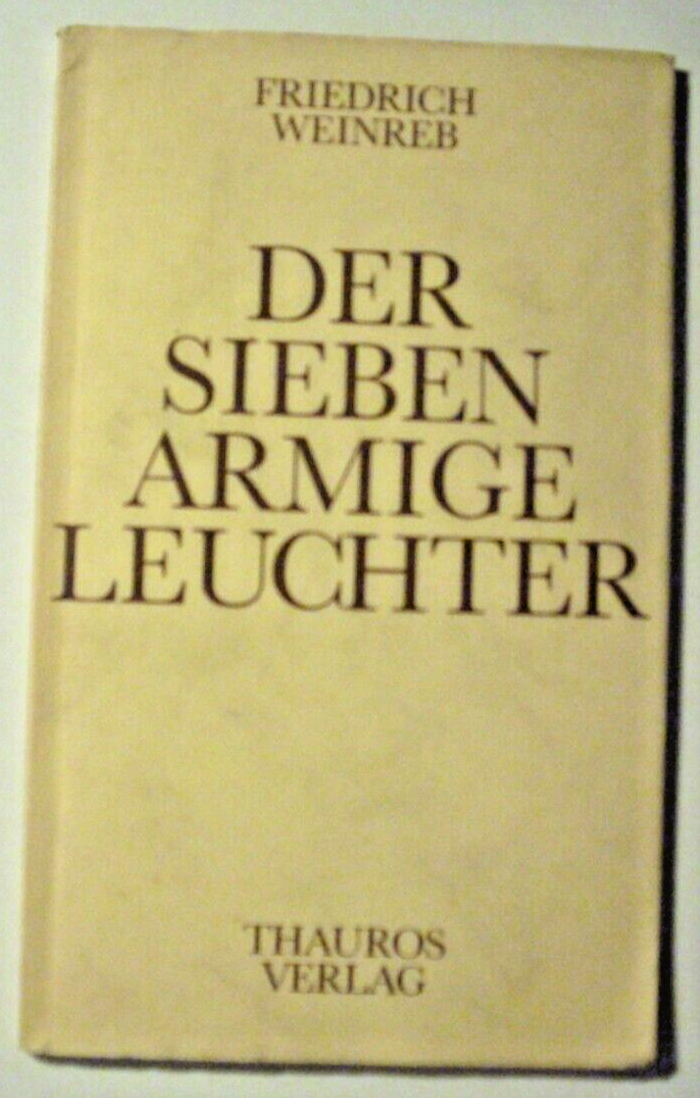 FRIEDRICH
WEINREB
DER
SIEBEN
ARMIGE
LEUCHTER
THAUROS
VERLAG